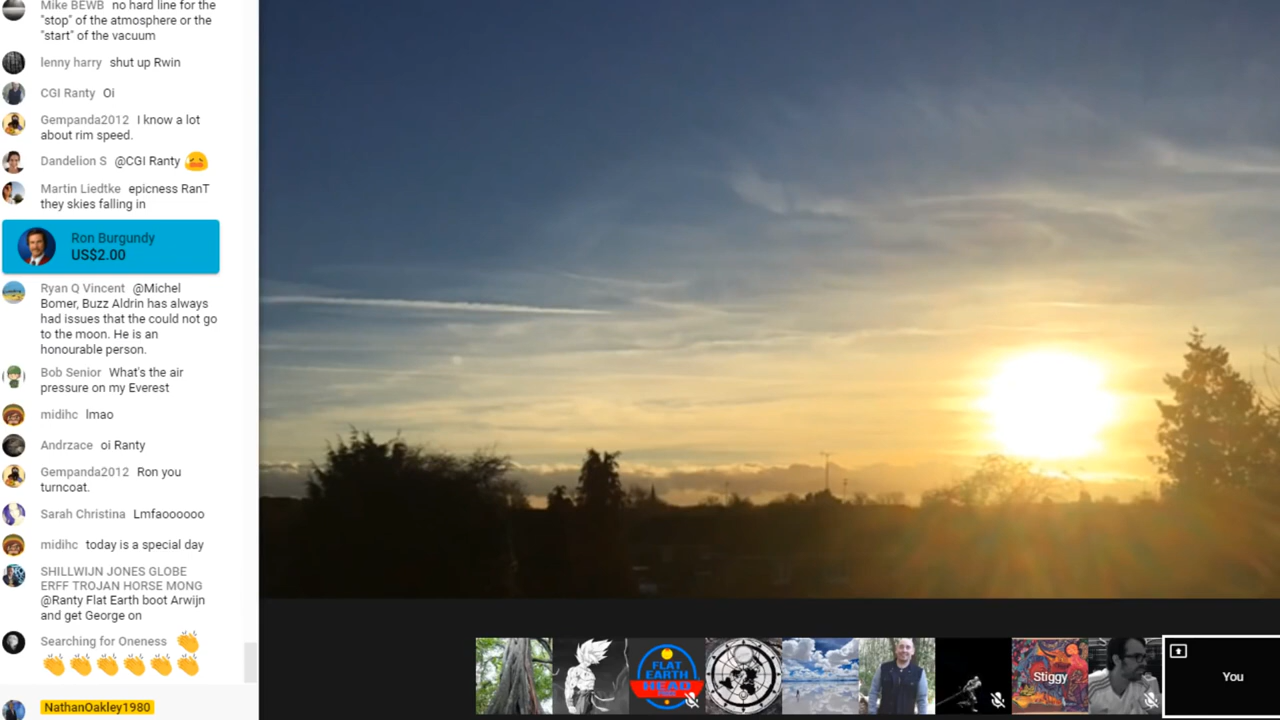 Mike BEWB no hard line for the
"stop" of the atmosphere or the
"start" of the vacuum
lenny harry shut up Rwin
CGI Ranty Oi
Gempanda2012 I know a lot
about rim speed.
Dandelion S @CGI Ranty
Martin Liedtke epicness RanT
they skies falling in
Ron Burgundy
US$2.00
Ryan Q Vincent @Michel
Bomer, Buzz Aldrin has always
had issues that the could not go
to the moon. He is an
honourable person.
Bob Senior What's the air
pressure on my Everest
midihc lmao
Andrzace oi Ranty
Gempanda2012 Ron you
turncoat.
Sarah Christina Lmfaoooooo
midihc today is a special day
SHILLWIJN JONES GLOBE
ERFF TROJAN HORSE MONG
@Ranty Flat Earth boot Arwijn
and get George on
Searching for Oneness
NathanOakley1980
FLAT
EARTH
HEAD
Stiggy
You